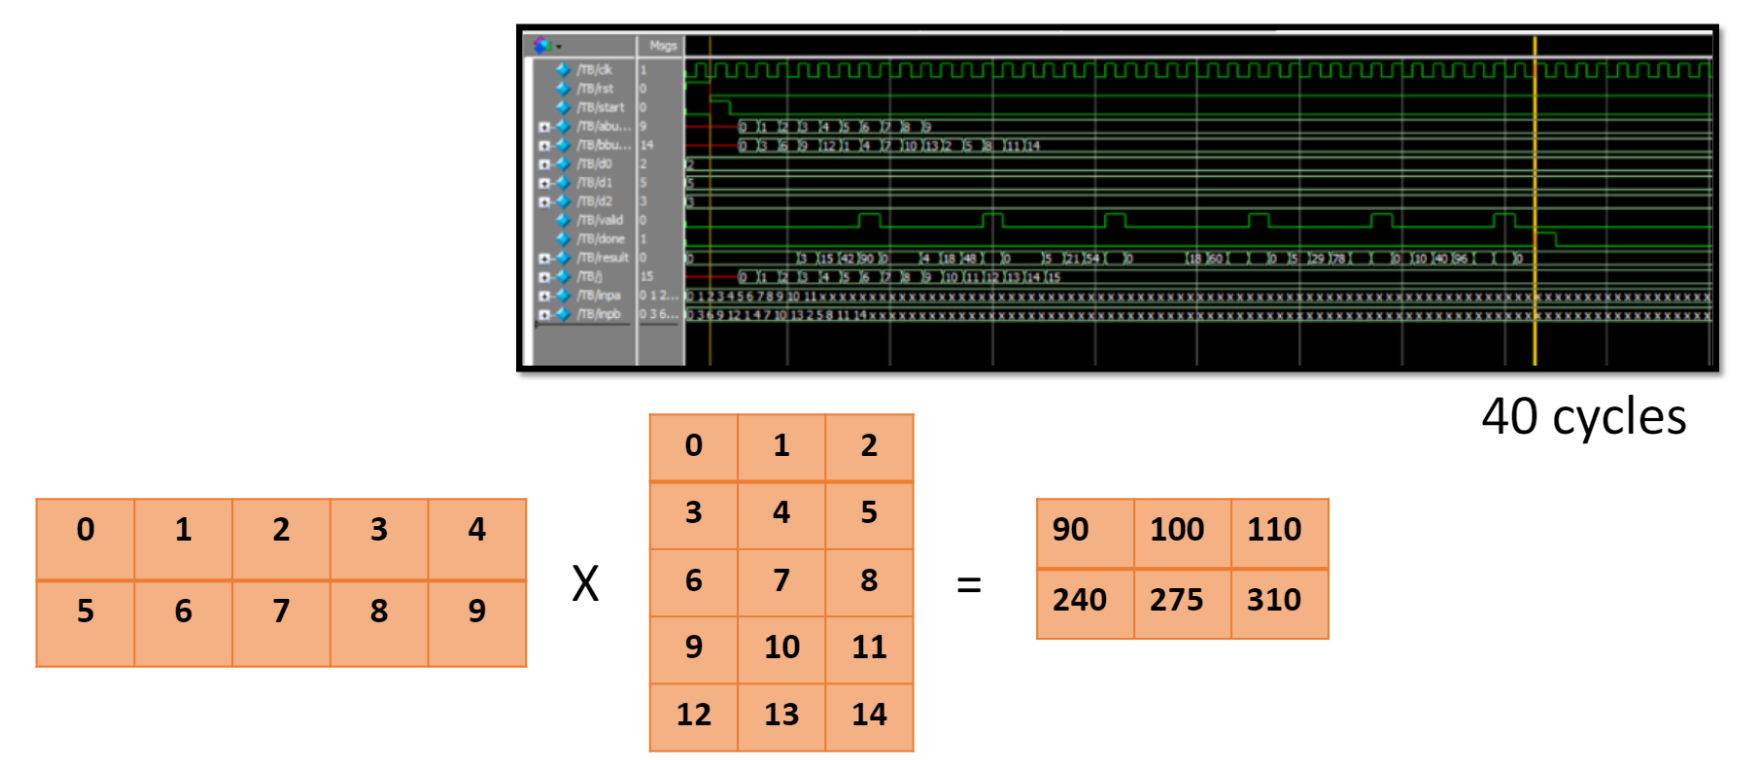 Msgs
/TB/clk 1
/TB/rst 0
/TB/start 0
/TB/abu... 9 0 1 2 3 4 5 6 7 8 9
/TB/bbu... 14 0 3 6 9 12 1 4 7 10 13 2 5 8 11 14
/TB/d0 2 2
/TB/d1 5 5
/TB/d2 3 3
/TB/valid 0
/TB/done 1
/TB/result 0 0 3 15 42 90 0 4 18 48 0 5 21 54 0 18 60 0 5 29 78 0 10 40 96 0
/TB/j 15 0 1 2 3 4 5 6 7 8 9 10 11 12 13 14 15
/TB/inpa 0 1 2... 0 1 2 3 4 5 6 7 8 9 10 11 x x x x x x x x x x x x x x x x x x x x x x x x x x x x x x x x x x x x x x x x x x x x x x x x x x x x x x x x x x x x x x x x x x x x x x x x x x x x
/TB/inpb 0 3 6... 0 3 6 9 12 1 4 7 10 13 2 5 8 11 14 x x x x x x x x x x x x x x x x x x x x x x x x x x x x x x x x x x x x x x x x x x x x x x x x x x x x x x x x x x x x x x x x x x x x x x x
40 cycles
0 1 2 3 4
5 6 7 8 9
X
0 1 2
3 4 5
6 7 8
9 10 11
12 13 14
=
90 100 110
240 275 310